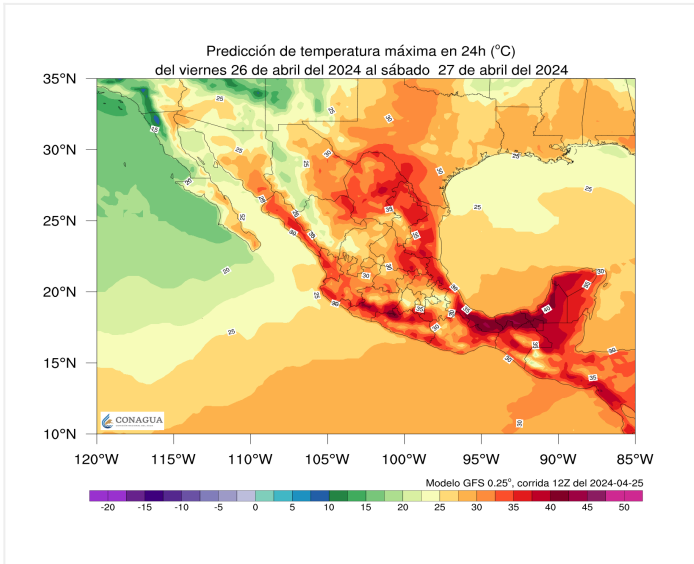 Predicción de temperatura máxima en 24h (°C)
del viernes 26 de abril del 2024 al sábado  27 de abril del 2024
35°N
30°N
25°N
20°N
15°N
10°N
120°W 115°W 110°W 105°W 100°W 95°W 90°W 85°W
CONAGUA
Modelo GFS 0.25°, corrida 12Z del 2024-04-25
-20 -15 -10 -5 0 5 10 15 20 25 30 35 40 45 50